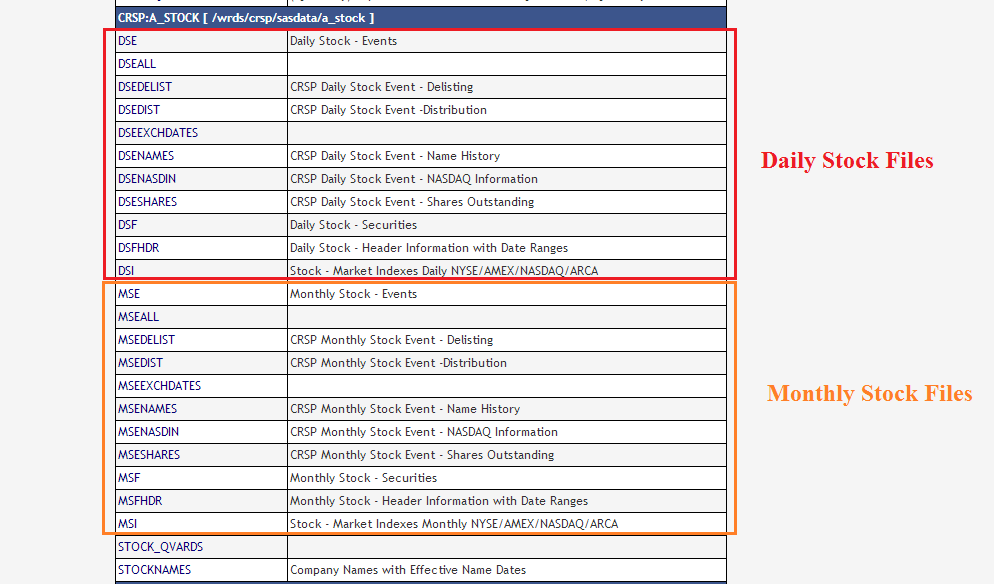 CRSP:A_STOCK [ /wrds/crsp/sasdata/a_stock ]
DSE Daily Stock - Events
DSEALL
DSEDELIST CRSP Daily Stock Event - Delisting
DSEDIST CRSP Daily Stock Event -Distribution
DSEEXCHDATES
DSENAMES CRSP Daily Stock Event - Name History
Daily Stock Files
DSENASDIN CRSP Daily Stock Event - NASDAQ Information
DSESHARES CRSP Daily Stock Event - Shares Outstanding
DSF Daily Stock - Securities
DSFHDR Daily Stock - Header Information with Date Ranges
DSI Stock - Market Indexes Daily NYSE/AMEX/NASDAQ/ARCA
MSE Monthly Stock - Events
MSEALL
MSEDELIST CRSP Monthly Stock Event - Delisting
MSEDIST CRSP Monthly Stock Event -Distribution
MSEEXCHDATES
Monthly Stock Files
MSENAMES CRSP Monthly Stock Event - Name History
MSENASDIN CRSP Monthly Stock Event - NASDAQ Information
MSESHARES CRSP Monthly Stock Event - Shares Outstanding
MSF Monthly Stock - Securities
MSFHDR Monthly Stock - Header Information with Date Ranges
MSI Stock - Market Indexes Monthly NYSE/AMEX/NASDAQ/ARCA
STOCK_QVARDS
STOCKNAMES Company Names with Effective Name Dates